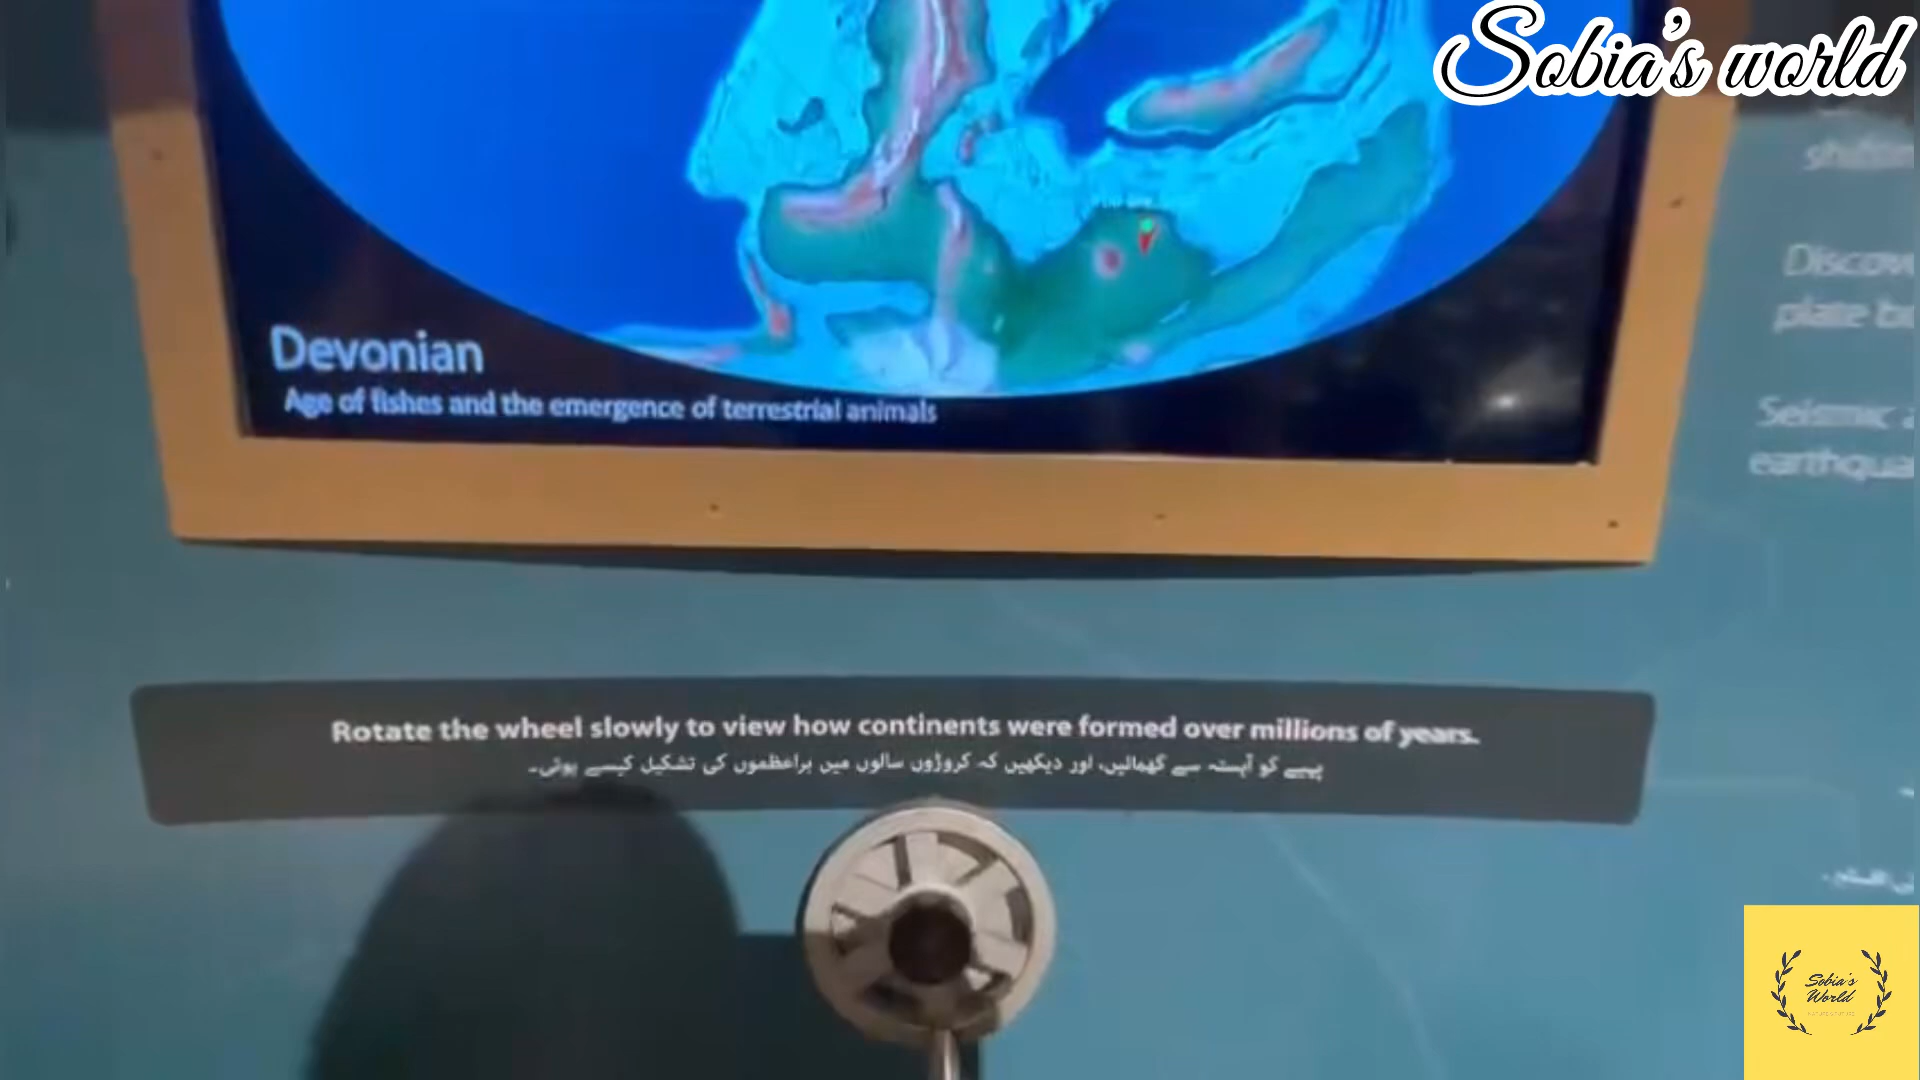 Sobia's world
Devonian
Age of fishes and the emergence of terrestrial animals
Rotate the wheel slowly to view how continents were formed over millions of years.
پہیے کو آہستہ سے گھمائیں، اور دیکھیں کہ کروڑوں سالوں میں براعظموں کی تشکیل کیسے ہوئی۔
plate
Seismic
Sobia's
World